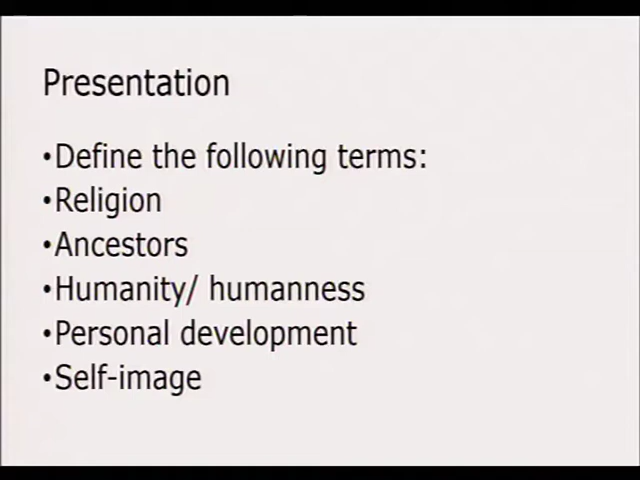 Presentation
•Define the following terms:
•Religion
•Ancestors
•Humanity/ humanness
•Personal development
•Self-image